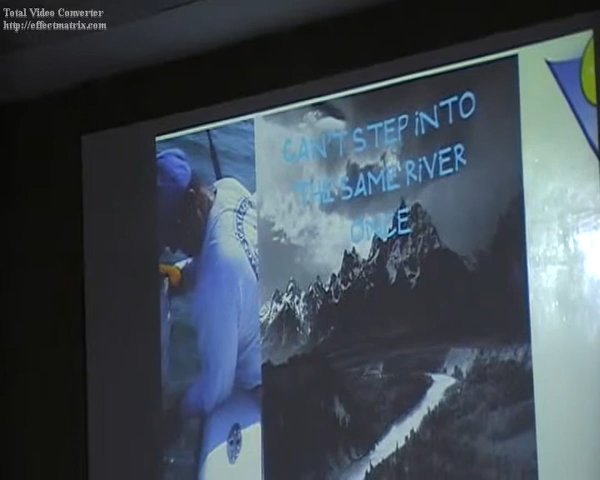 Total Video Converter
http://effectmatrix.com
CAN'T STEP iNTO
THE SAME RiVER
ONCE